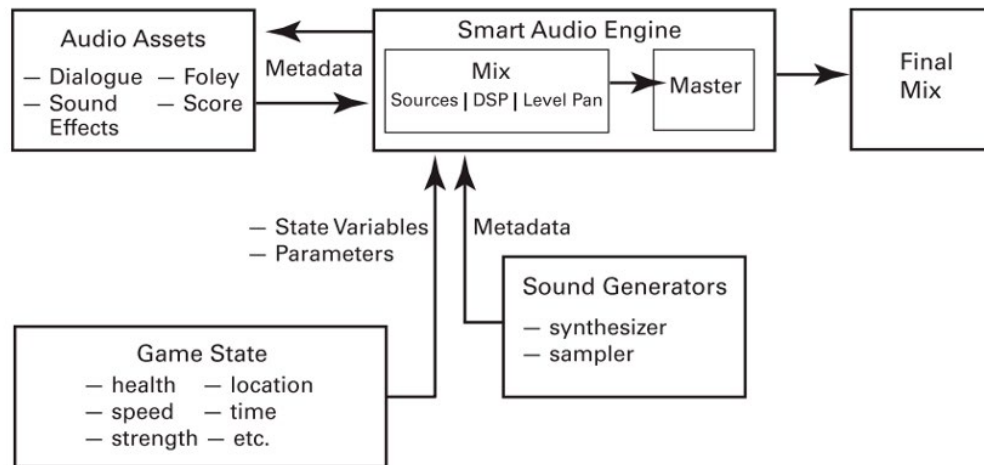 Audio Assets
— Dialogue — Foley
— Sound — Score
Effects
Metadata
Smart Audio Engine
Mix
Sources | DSP | Level Pan
Master
Final
Mix
— State Variables
— Parameters
Metadata
Sound Generators
— synthesizer
— sampler
Game State
— health — location
— speed — time
— strength — etc.